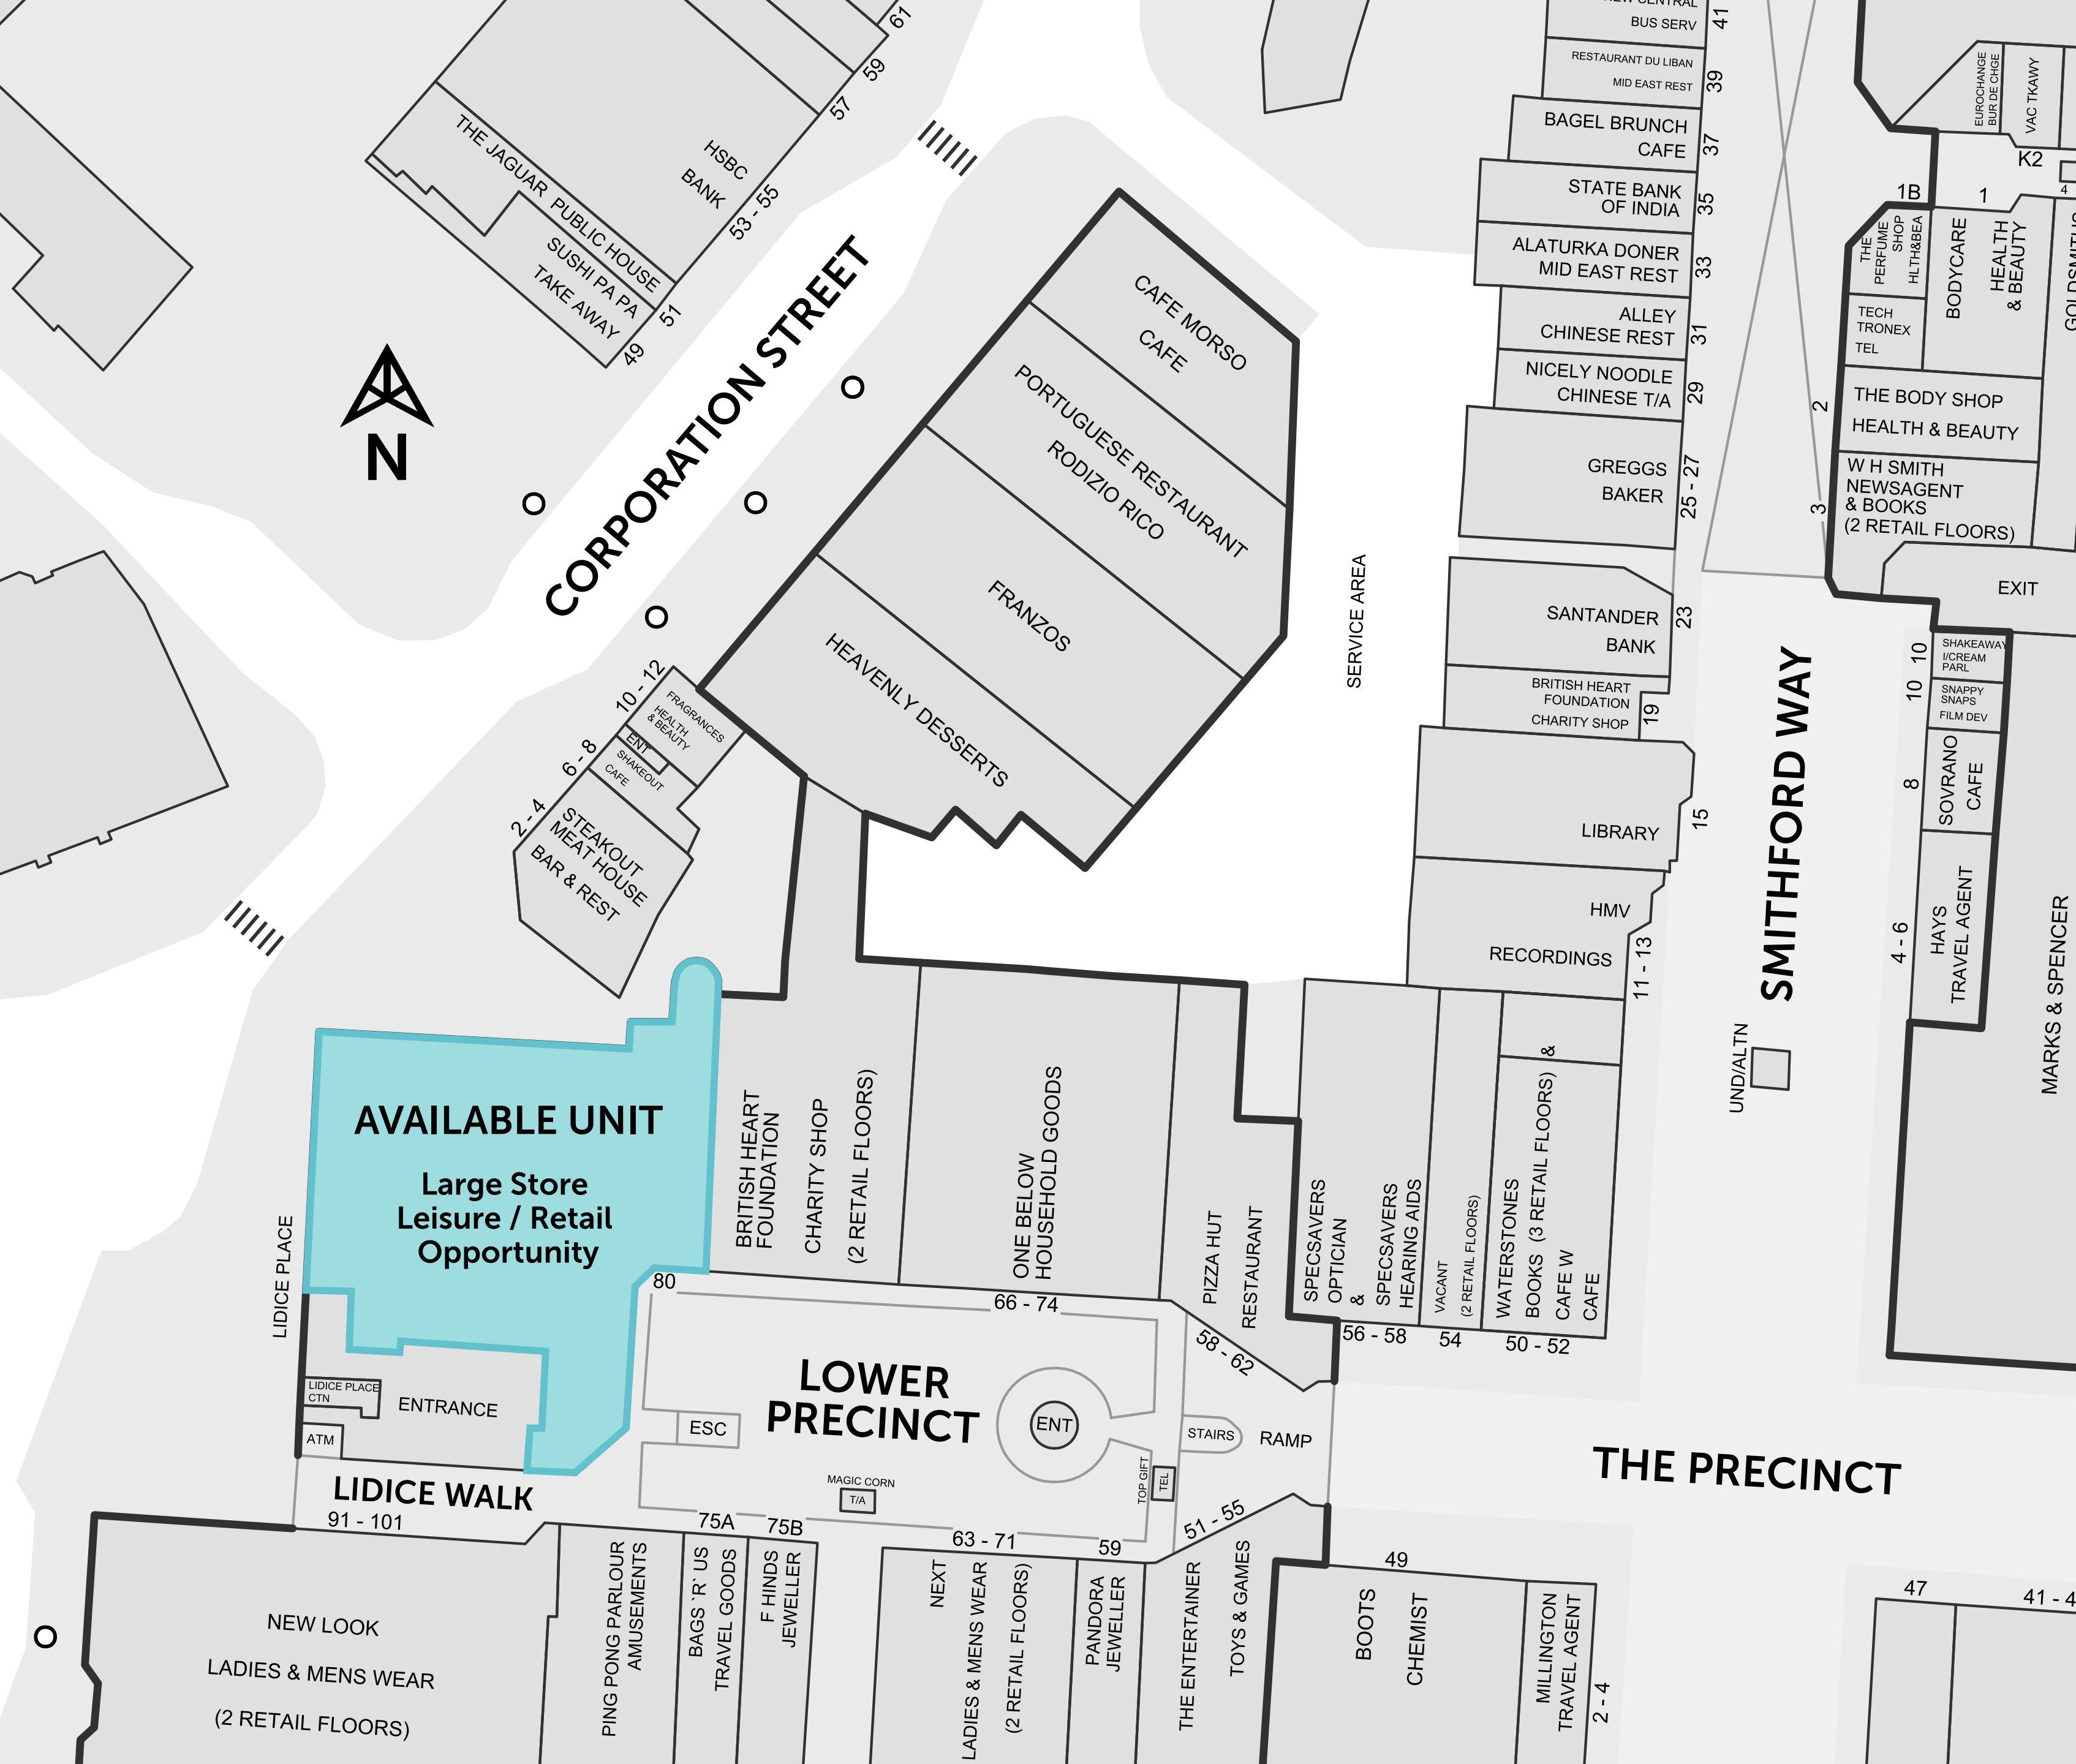 61
59
57
HSBC
BANK
53 - 55
THE JAGUAR PUBLIC HOUSE
51
SUSHI PA PA
TAKE AWAY
49
N
CORPORATION STREET
CAFE MORSO
CAFE
PORTUGUESE RESTAURANT
RODIZIO RICO
FRANZOS
HEAVENLY DESSERTS
10 - 12
FRAGRANCES
HEALTH
& BEAUTY
ENT
6 - 8
SHAKEOUT
CAFE
2 - 4
STEAKOUT
MEAT HOUSE
BAR & REST
SERVICE AREA
CENTRAL
BUS SERV
41
RESTAURANT DU LIBAN
MID EAST REST
39
BAGEL BRUNCH
CAFE
37
STATE BANK
OF INDIA
35
ALATURKA DONER
MID EAST REST
33
ALLEY
CHINESE REST
31
NICELY NOODLE
CHINESE T/A
29
GREGGS
BAKER
25 - 27
SANTANDER
BANK
23
BRITISH HEART
FOUNDATION
CHARITY SHOP
19
LIBRARY
15
HMV
RECORDINGS
11 - 13
SMITHFORD WAY
UND/ALTN
EUROCHANGE
BUR DE CHGE
VAC TKAWY
K2
4
1B
1
THE
PERFUME
SHOP
HLTH&BEA
BODYCARE
HEALTH
& BEAUTY
TECH
TRONEX
TEL
2
THE BODY SHOP
HEALTH & BEAUTY
3
W H SMITH
NEWSAGENT
& BOOKS
(2 RETAIL FLOORS)
EXIT
10
SHAKEAWAY
I/CREAM
PARL
10
SNAPPY
SNAPS
FILM DEV
8
SOVRANO
CAFE
4 - 6
HAYS
TRAVEL AGENT
MARKS & SPENCER
AVAILABLE UNIT
Large Store
Leisure / Retail
Opportunity
LIDICE PLACE
BRITISH HEART
FOUNDATION
CHARITY SHOP
(2 RETAIL FLOORS)
ONE BELOW
HOUSEHOLD GOODS
PIZZA HUT
RESTAURANT
SPECSAVERS
OPTICIAN
&
SPECSAVERS
HEARING AIDS
VACANT
(2 RETAIL FLOORS)
WATERSTONES
BOOKS (3 RETAIL FLOORS)
&
CAFE W
CAFE
80
66 - 74
58 - 62
56 - 58
54
50 - 52
LIDICE PLACE
CTN
ENTRANCE
ATM
ESC
LOWER
PRECINCT
ENT
STAIRS
RAMP
THE PRECINCT
MAGIC CORN
T/A
TOP GIFT
TEL
LIDICE WALK
91 - 101
75A
75B
63 - 71
59
51 - 55
49
47
41 - 4
NEW LOOK
LADIES & MENS WEAR
(2 RETAIL FLOORS)
PING PONG PARLOUR
AMUSEMENTS
BAGS `R` US
TRAVEL GOODS
F HINDS
JEWELLER
NEXT
LADIES & MENS WEAR
(2 RETAIL FLOORS)
PANDORA
JEWELLER
THE ENTERTAINER
TOYS & GAMES
BOOTS
CHEMIST
MILLINGTON
TRAVEL AGENT
2 - 4